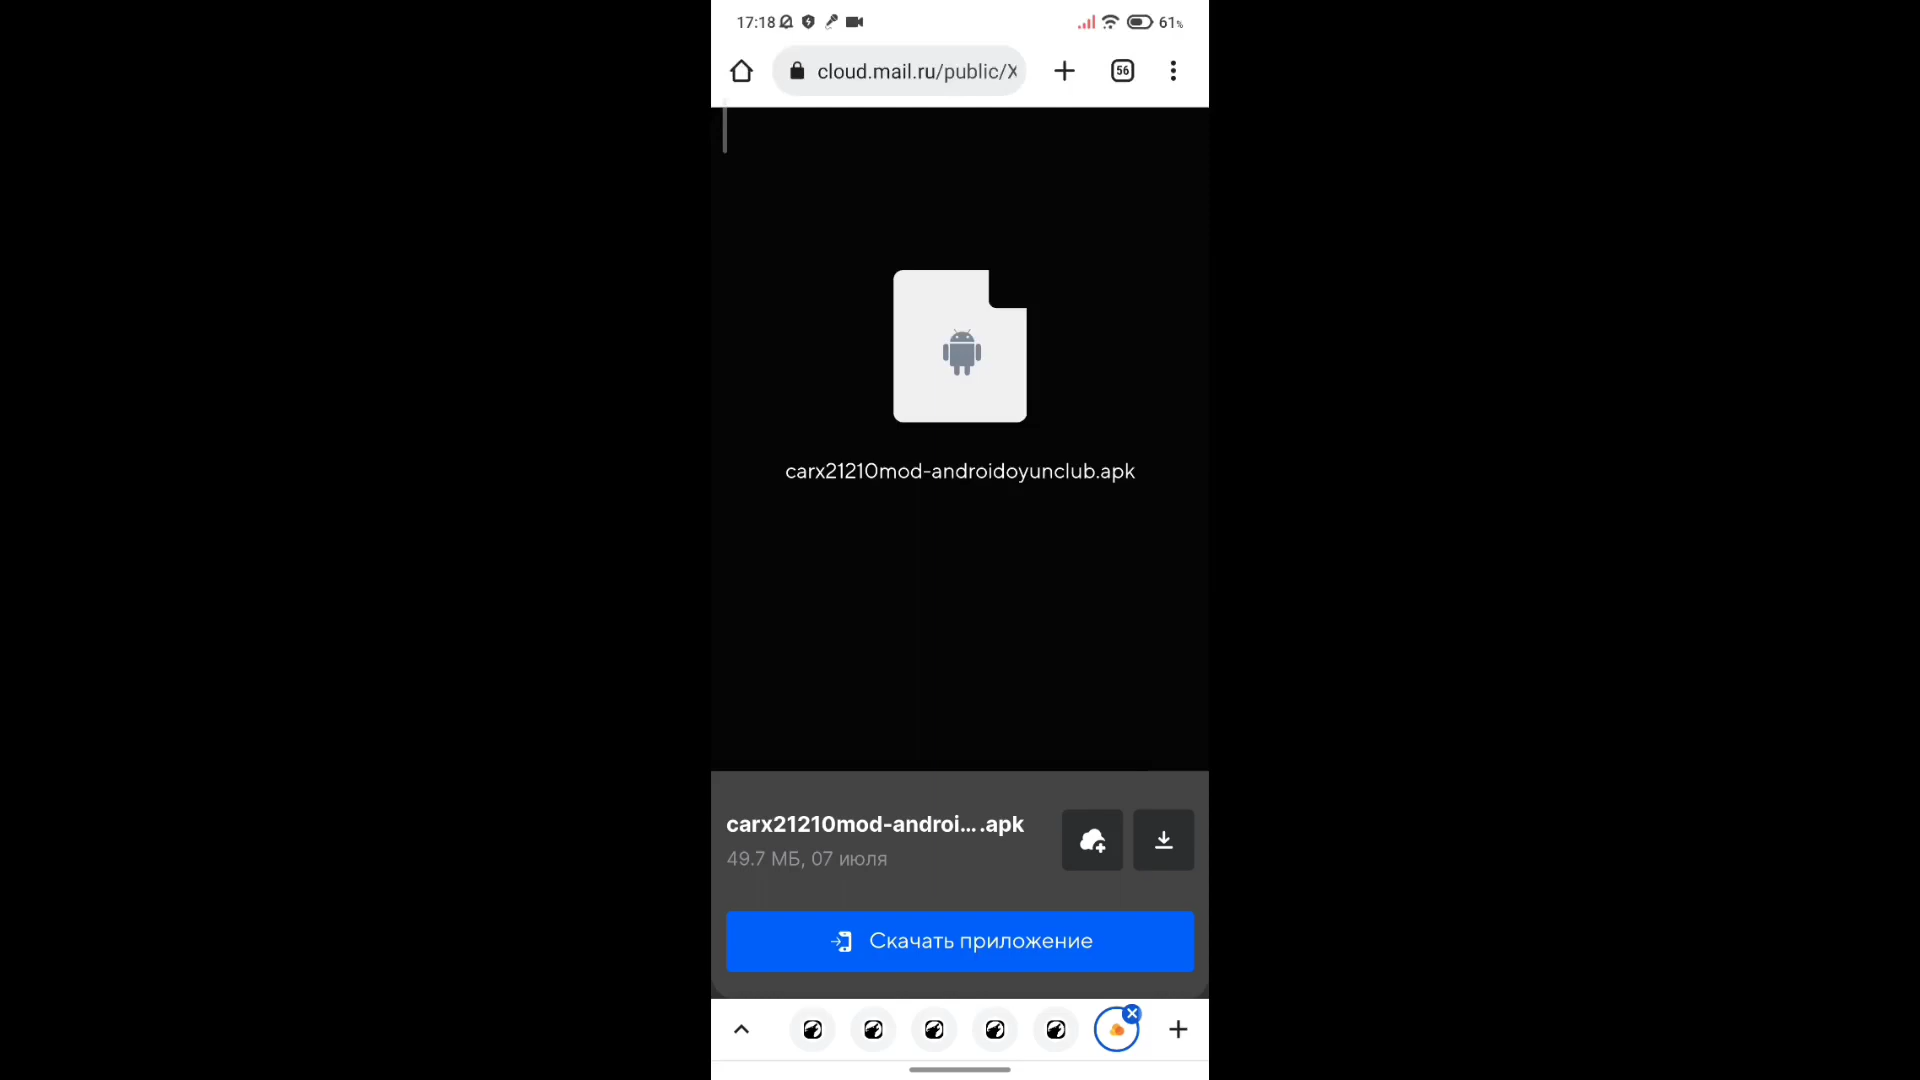 17:18
61%
cloud.mail.ru/public/X
56
carx21210mod-androidoyunclub.apk
carx21210mod-androi….apk
49.7 МБ, 07 июля
Скачать приложение